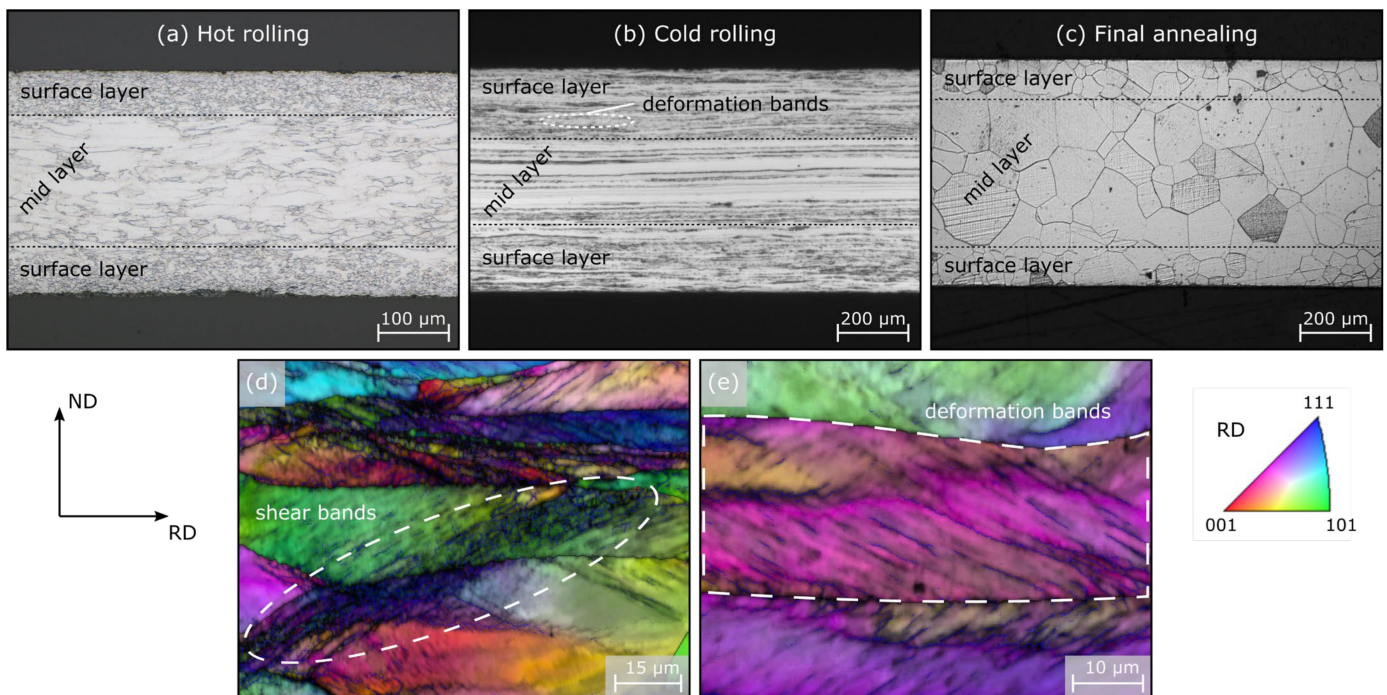 (a) Hot rolling
surface layer
mid layer
surface layer
100 µm
(b) Cold rolling
surface layer
deformation bands
mid layer
surface layer
200 µm
(c) Final annealing
surface layer
mid layer
surface layer
200 µm
ND
RD
(d)
shear bands
15 µm
(e)
deformation bands
10 µm
RD
111
001
101